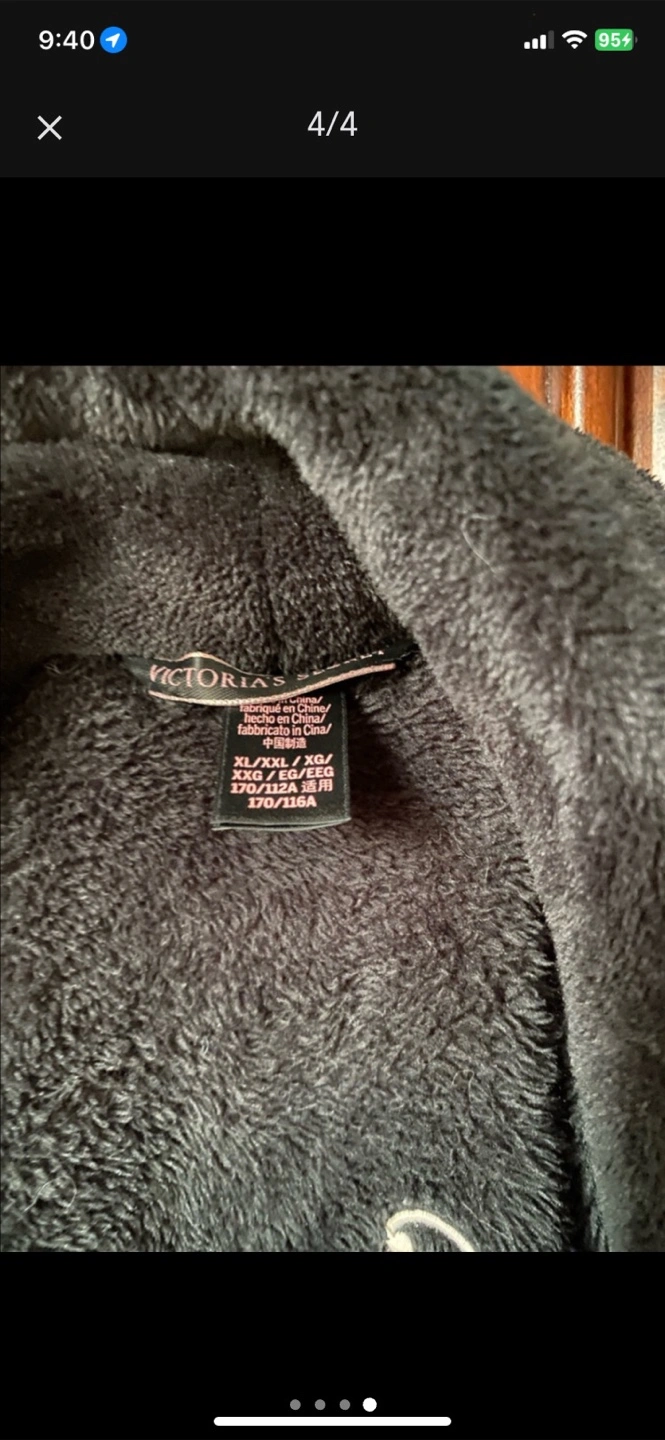 9:40
95
4/4
VICTORIA'S
China/
fabriqué en Chine/
hecho en China/
fabbricato in Cina/
中国制造
XL/XXL / XG/
XXG / EG/EEG
170/112A 适用
170/116A